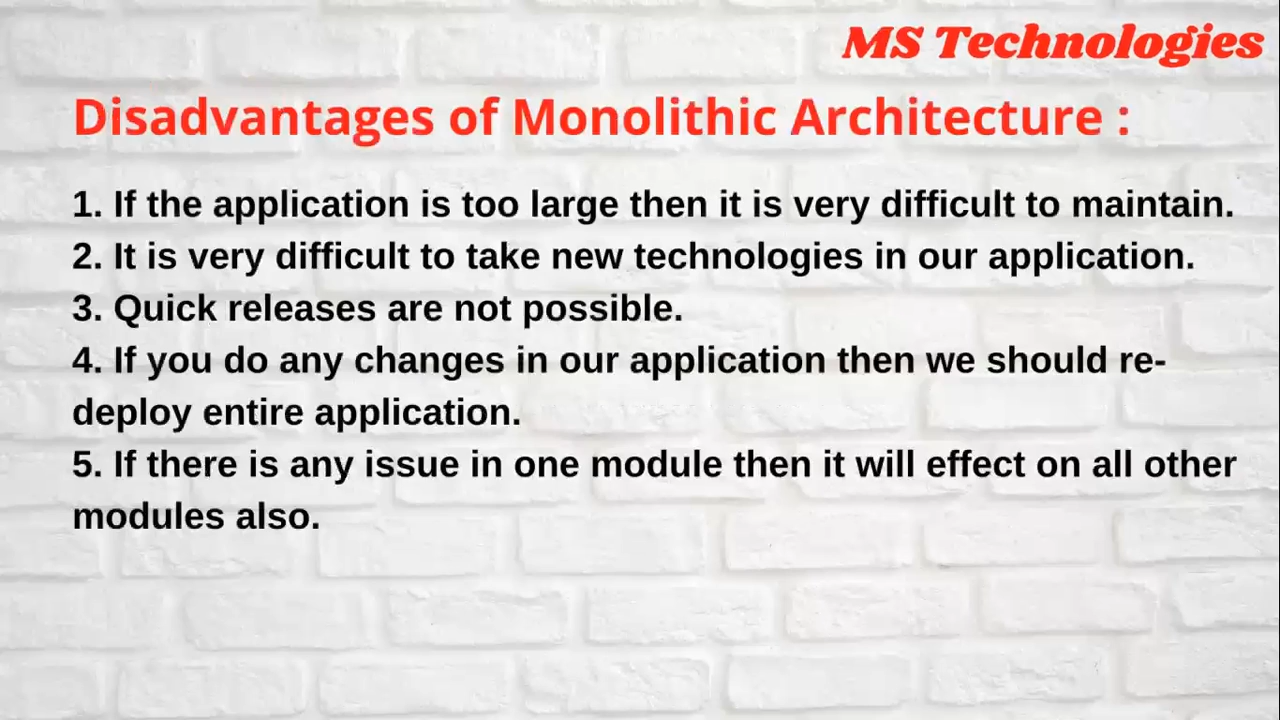 MS Technologies
Disadvantages of Monolithic Architecture :
1. If the application is too large then it is very difficult to maintain.
2. It is very difficult to take new technologies in our application.
3. Quick releases are not possible.
4. If you do any changes in our application then we should re-
deploy entire application.
5. If there is any issue in one module then it will effect on all other
modules also.